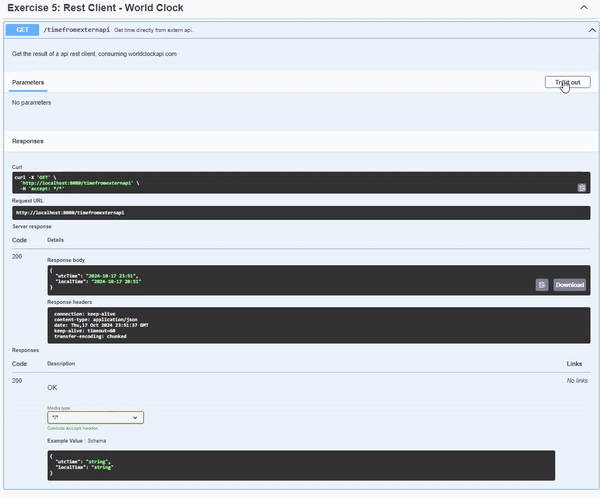 Exercise 5: Rest Client - World Clock
GET /timefromexternapi Get time directly from extern api.
Get the result of a api rest client, consuming worldclockapi.com
Parameters
Try it out
No parameters
Responses
Curl
curl -X 'GET' \
'http://localhost:8080/timefromexternapi' \
-H 'accept: */*'
Request URL
http://localhost:8080/timefromexternapi
Server response
Code Details
200
Response body
{
"utcTime": "2024-10-17 23:51",
"localTime": "2024-10-17 20:51"
}
Download
Response headers
connection: keep-alive
content-type: application/json
date: Thu,17 Oct 2024 23:51:37 GMT
keep-alive: timeout=60
transfer-encoding: chunked
Responses
Code Description Links
200
OK
No links
Media type
*/*
Controls Accept header.
Example Value | Schema
{
"utcTime": "string",
"localTime": "string"
}